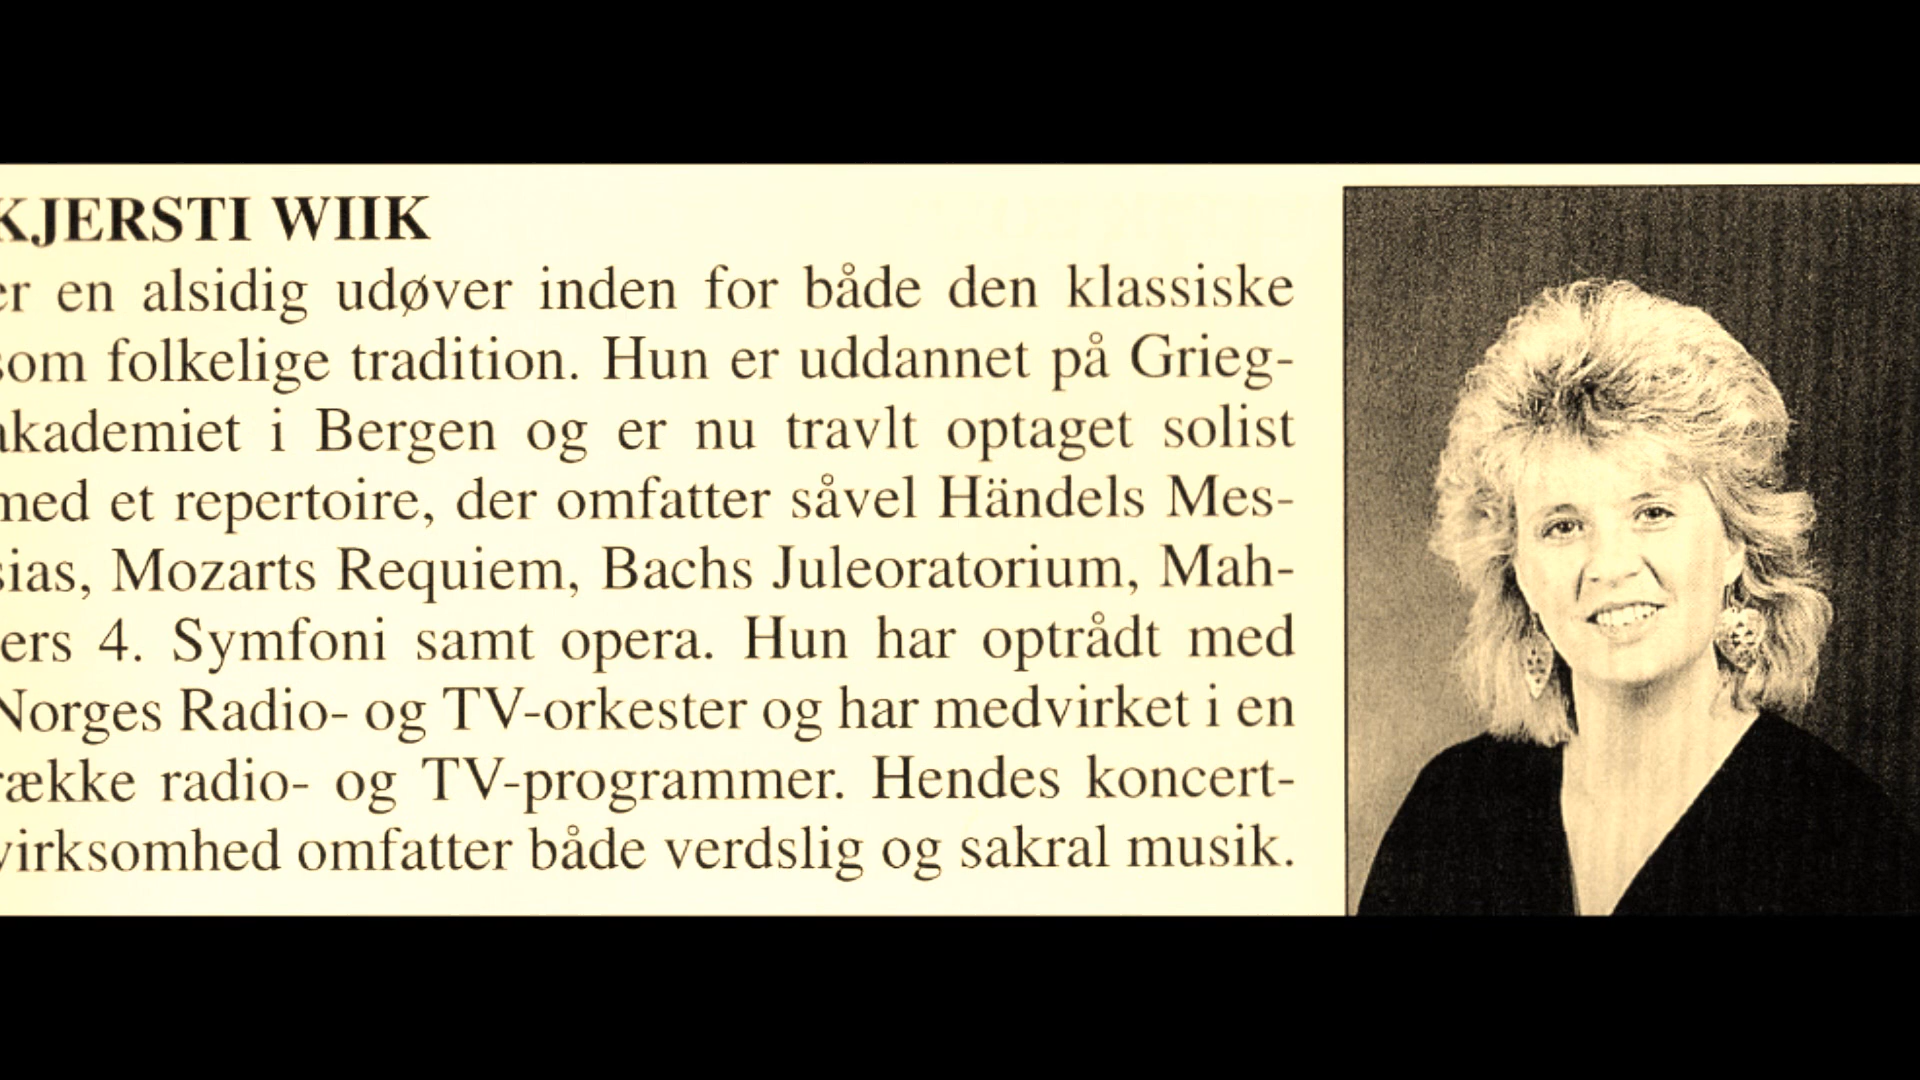 KJERSTI WIIK
er en alsidig udøver inden for både den klassiske
som folkelige tradition. Hun er uddannet på Grieg-
akademiet i Bergen og er nu travlt optaget solist
med et repertoire, der omfatter såvel Händels Mes-
sias, Mozarts Requiem, Bachs Juleoratorium, Mah-
lers 4. Symfoni samt opera. Hun har optrådt med
Norges Radio- og TV-orkester og har medvirket i en
række radio- og TV-programmer. Hendes koncert-
virksomhed omfatter både verdslig og sakral musik.